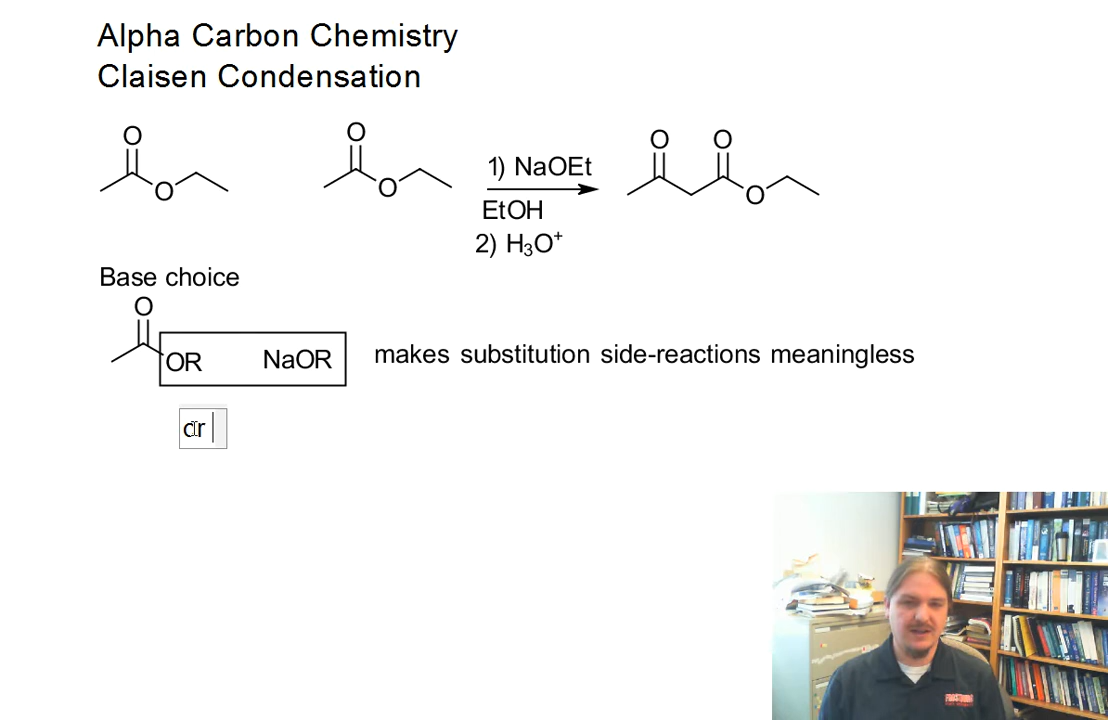 Alpha Carbon Chemistry
Claisen Condensation
O O O O
1) NaOEt
O O O
EtOH
2) H₃O⁺
Base choice
O
OR NaOR makes substitution side-reactions meaningless
or